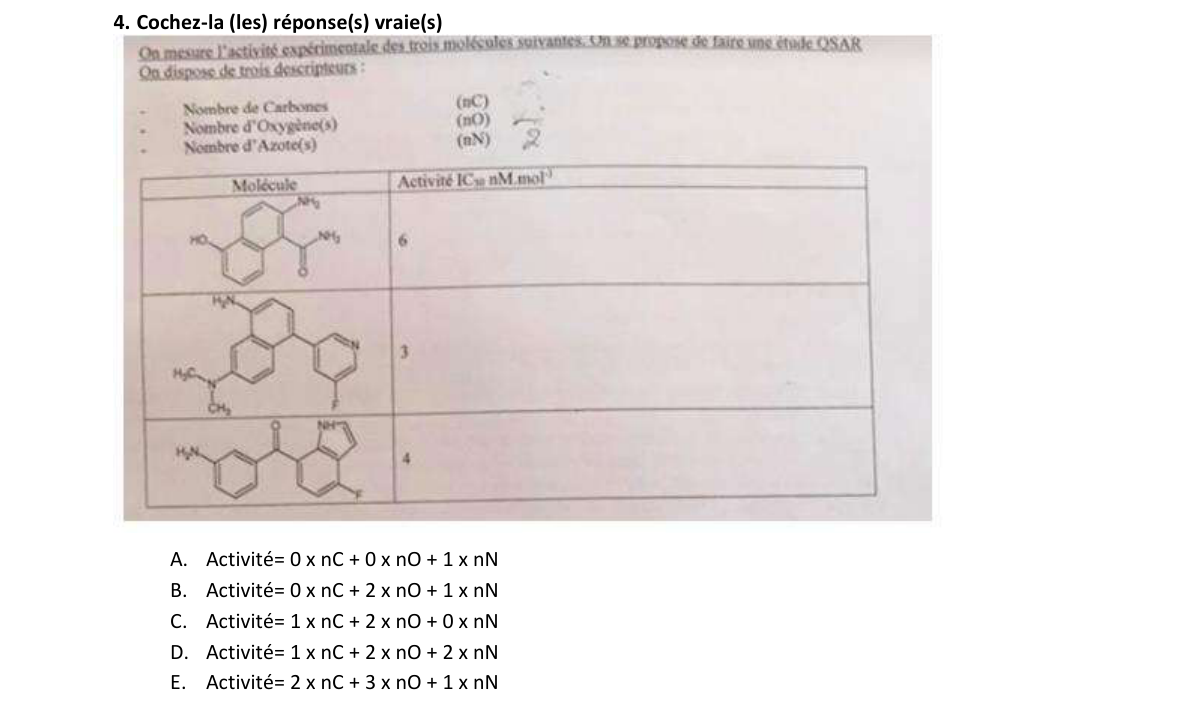 4. Cochez-la (les) réponse(s) vraie(s)
On mesure l'activité expérimentale des trois molécules suivantes. On se propose de faire une étude QSAR
On dispose de trois descripteurs :
- Nombre de Carbones (nC)
- Nombre d'Oxygène(s) (nO)
- Nombre d'Azote(s) (nN) 2
Molécule Activité IC50 nM.mol-1
NH2
HO NH2 6
O
H2N
N 3
H3C N
CH3 F
O NH
H2N 4
F
A. Activité= 0 x nC + 0 x nO + 1 x nN
B. Activité= 0 x nC + 2 x nO + 1 x nN
C. Activité= 1 x nC + 2 x nO + 0 x nN
D. Activité= 1 x nC + 2 x nO + 2 x nN
E. Activité= 2 x nC + 3 x nO + 1 x nN